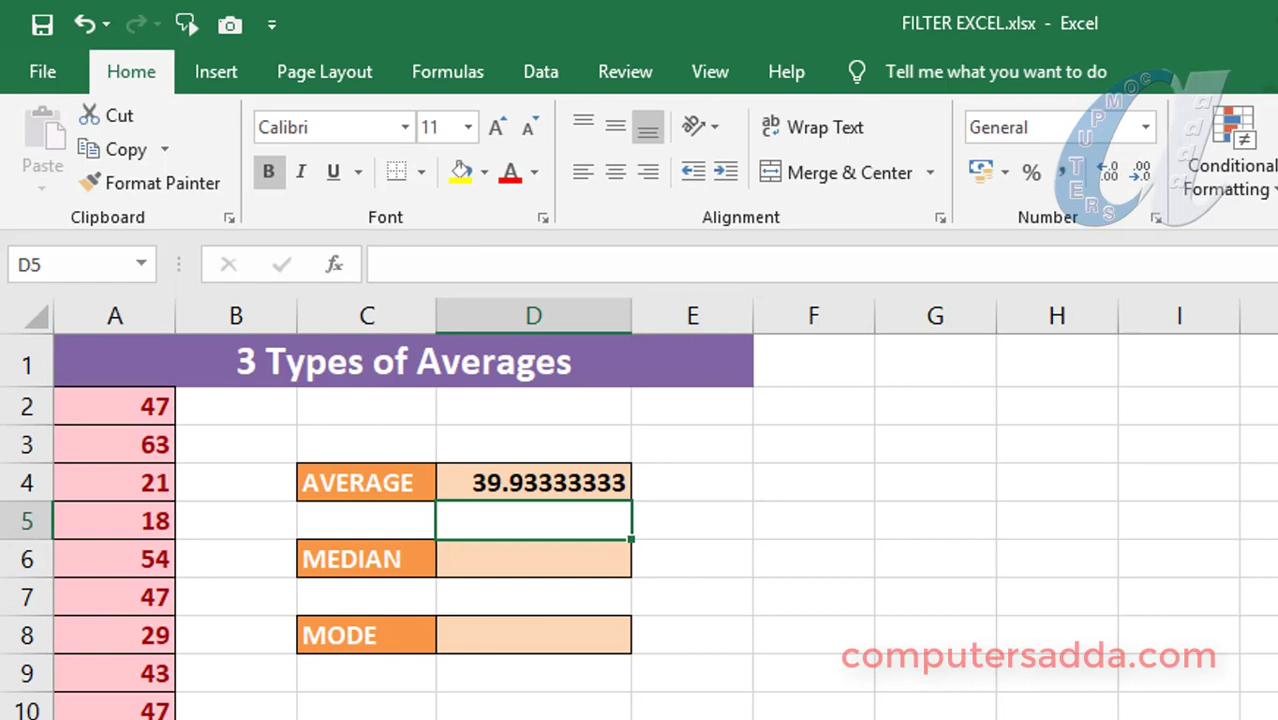 FILTER EXCEL.xlsx - Excel
File Home Insert Page Layout Formulas Data Review View Help Tell me what you want to do
Cut
Copy
Format Painter
Paste
Clipboard
Calibri 11
B I U
Font
Wrap Text
Merge & Center
Alignment
General
%
Number
Conditional
Formatting
COMPUTERS
adda
D5
fx
A B C D E F G H I
1 3 Types of Averages
2 47
3 63
4 21 AVERAGE 39.93333333
5 18
6 54 MEDIAN
7 47
8 29 MODE
computersadda.com
9 43
10 47